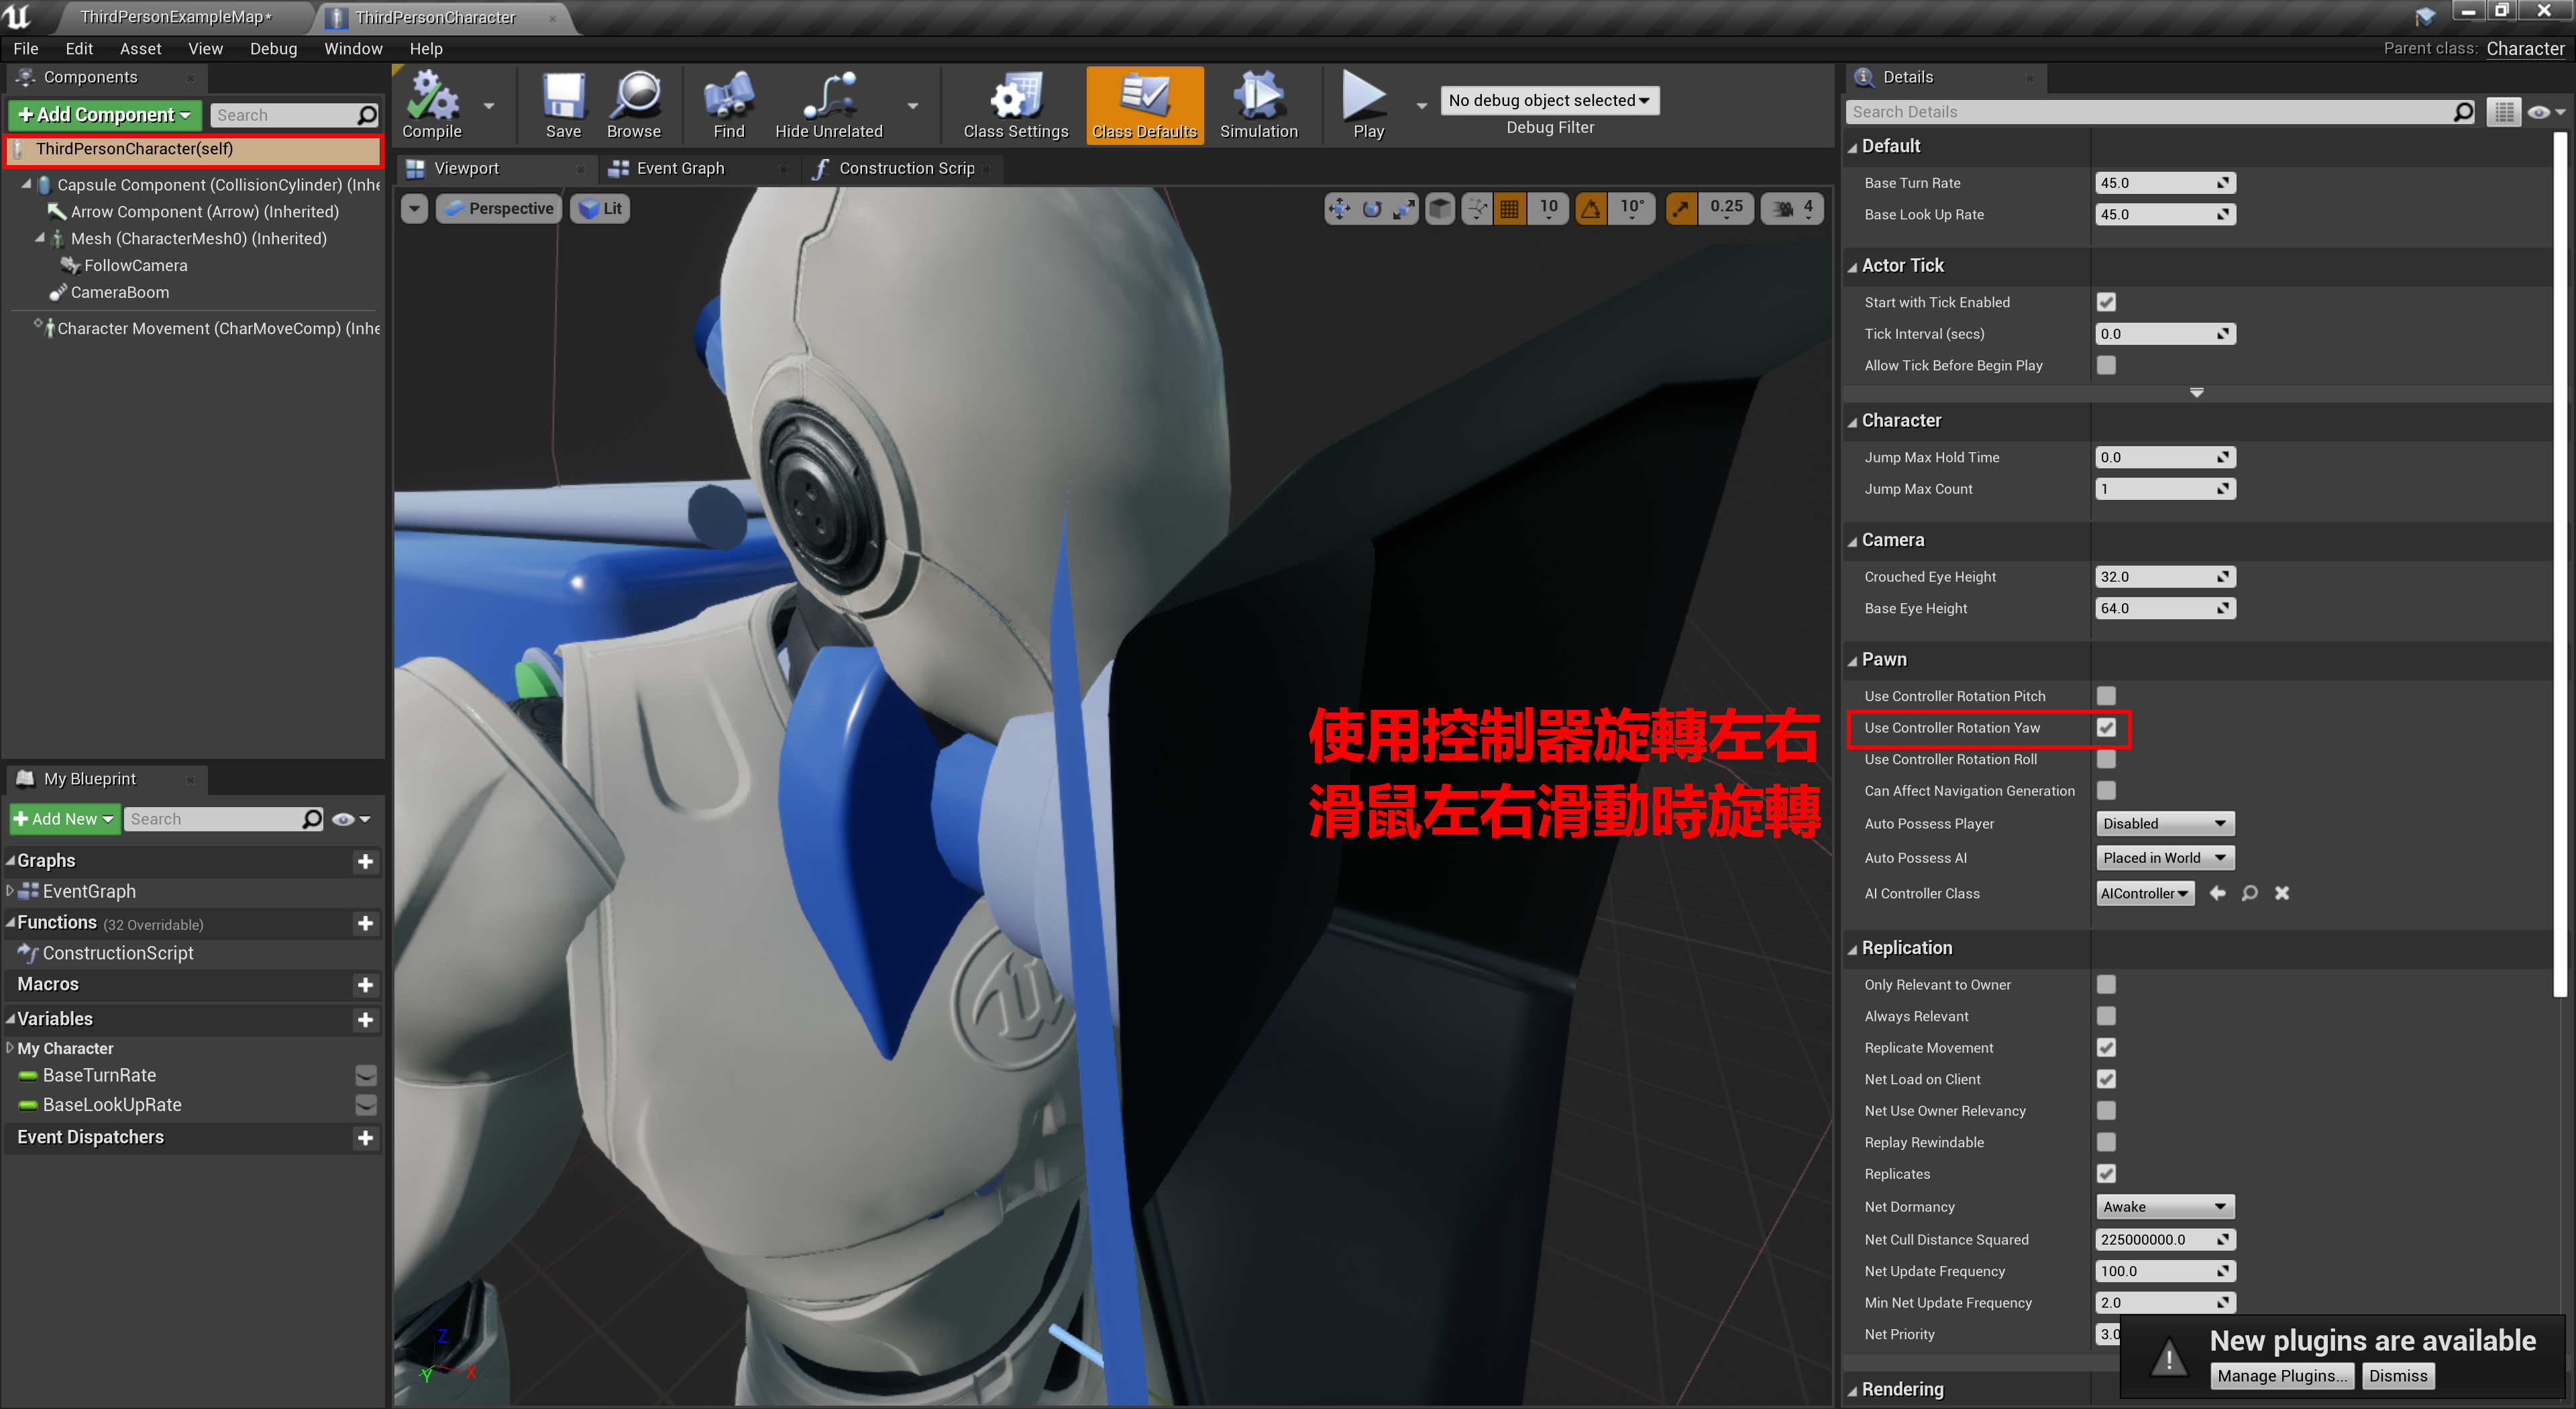 ThirdPersonExampleMap*
ThirdPersonCharacter
File Edit Asset View Debug Window Help
Parent class: Character
Components
Add Component
Search
ThirdPersonCharacter(self)
Capsule Component (CollisionCylinder) (Inhe
Arrow Component (Arrow) (Inherited)
Mesh (CharacterMesh0) (Inherited)
FollowCamera
CameraBoom
Character Movement (CharMoveComp) (Inhe
My Blueprint
Add New
Search
Graphs
EventGraph
Functions (32 Overridable)
ConstructionScript
Macros
Variables
My Character
BaseTurnRate
BaseLookUpRate
Event Dispatchers
Compile
Save
Browse
Find
Hide Unrelated
Class Settings
Class Defaults
Simulation
Play
No debug object selected
Debug Filter
Viewport
Event Graph
Construction Scrip
Perspective
Lit
10
10°
0.25
4
使用控制器旋轉左右
滑鼠左右滑動時旋轉
Z
X
Y
Details
Search Details
Default
Base Turn Rate 45.0
Base Look Up Rate 45.0
Actor Tick
Start with Tick Enabled
Tick Interval (secs) 0.0
Allow Tick Before Begin Play
Character
Jump Max Hold Time 0.0
Jump Max Count 1
Camera
Crouched Eye Height 32.0
Base Eye Height 64.0
Pawn
Use Controller Rotation Pitch
Use Controller Rotation Yaw
Use Controller Rotation Roll
Can Affect Navigation Generation
Auto Possess Player Disabled
Auto Possess AI Placed in World
AI Controller Class AIController
Replication
Only Relevant to Owner
Always Relevant
Replicate Movement
Net Load on Client
Net Use Owner Relevancy
Replay Rewindable
Replicates
Net Dormancy Awake
Net Cull Distance Squared 225000000.0
Net Update Frequency 100.0
Min Net Update Frequency 2.0
Net Priority 3.0
Rendering
New plugins are available
Manage Plugins... Dismiss